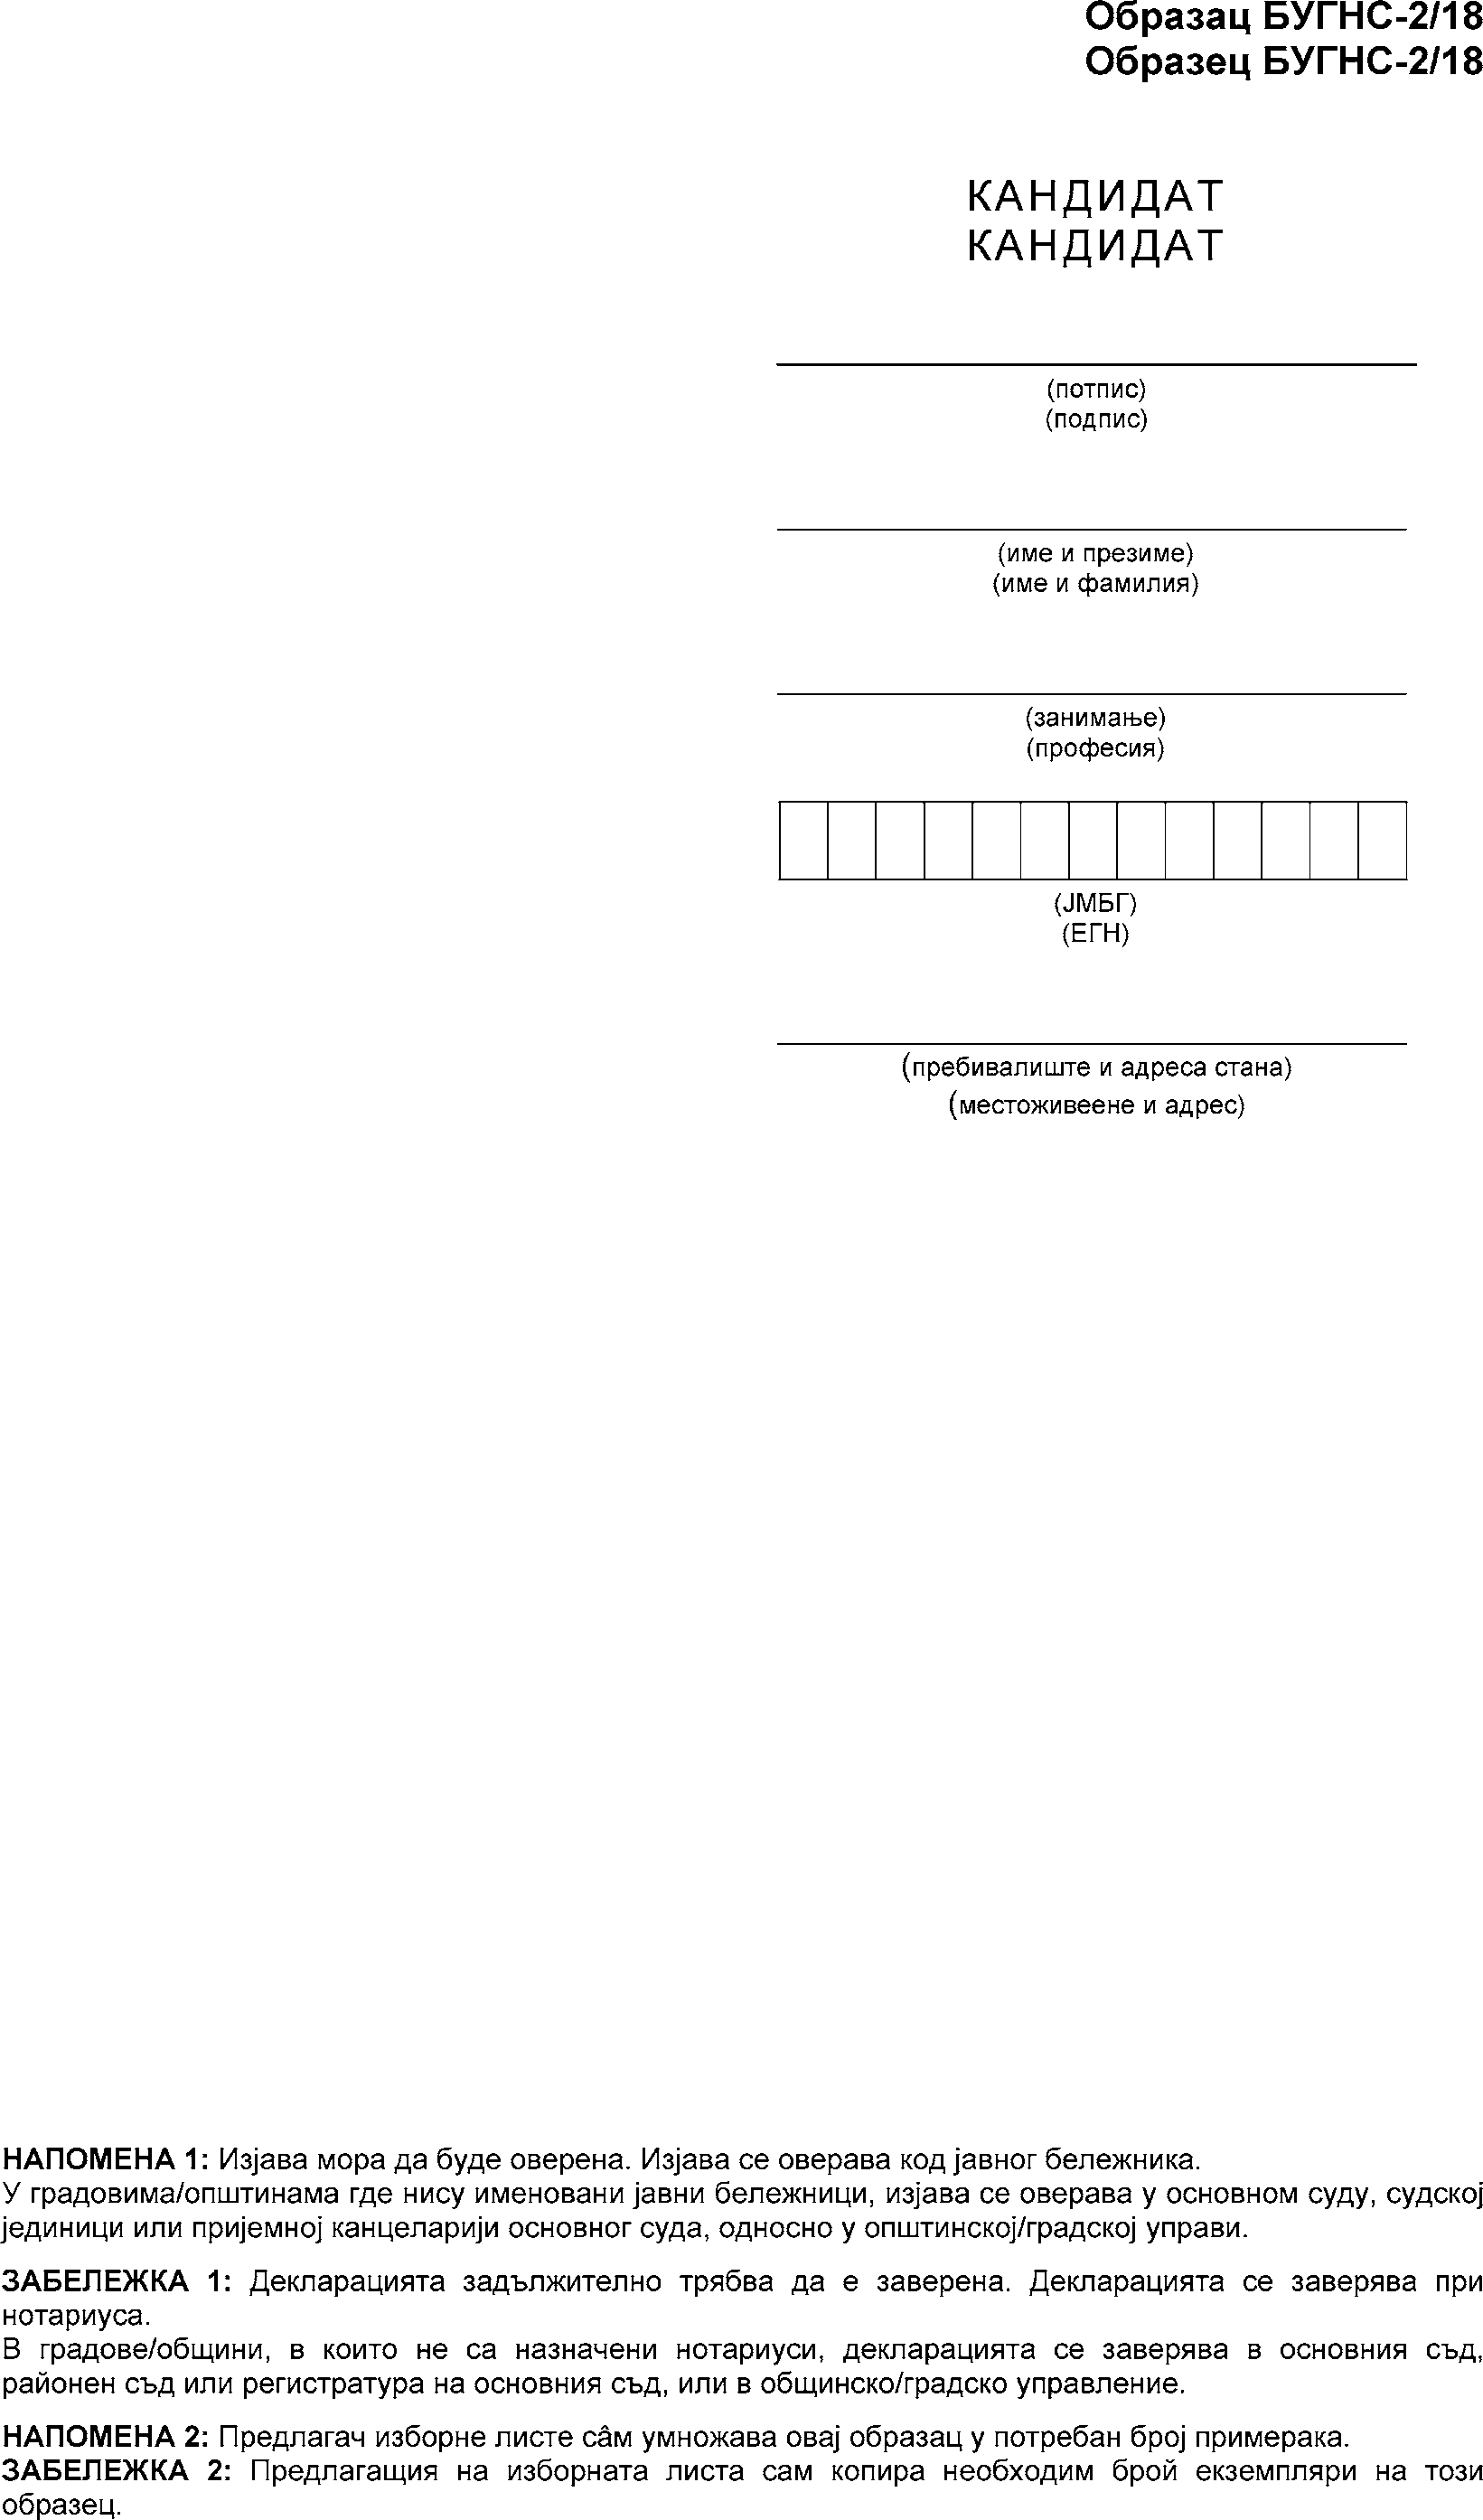 Образац БУГНС-2/18
Образец БУГНС-2/18
КАНДИДАТ
КАНДИДАТ
(потпис)
(подпис)
(име и презиме)
(име и фамилия)
(занимање)
(професия)
(ЈМБГ)
(ЕГН)
(пребивалиште и адреса стана)
(местоживеене и адрес)
НАПОМЕНА 1: Изјава мора да буде оверена. Изјава се оверава код јавног бележника.
У градовима/општинама где нису именовани јавни бележници, изјава се оверава у основном суду, судској
јединици или пријемној канцеларији основног суда, односно у општинској/градској управи.
ЗАБЕЛЕЖКА 1: Декларацията задължително трябва да е заверена. Декларацията се заверява при
нотариуса.
В градове/общини, в които не са назначени нотариуси, декларацията се заверява в основния съд,
районен съд или регистратура на основния съд, или в общинско/градско управление.
НАПОМЕНА 2: Предлагач изборне листе сâм умножава овај образац у потребан број примерака.
ЗАБЕЛЕЖКА 2: Предлагащия на изборната листа сам копира необходим брой екземпляри на този
образец.